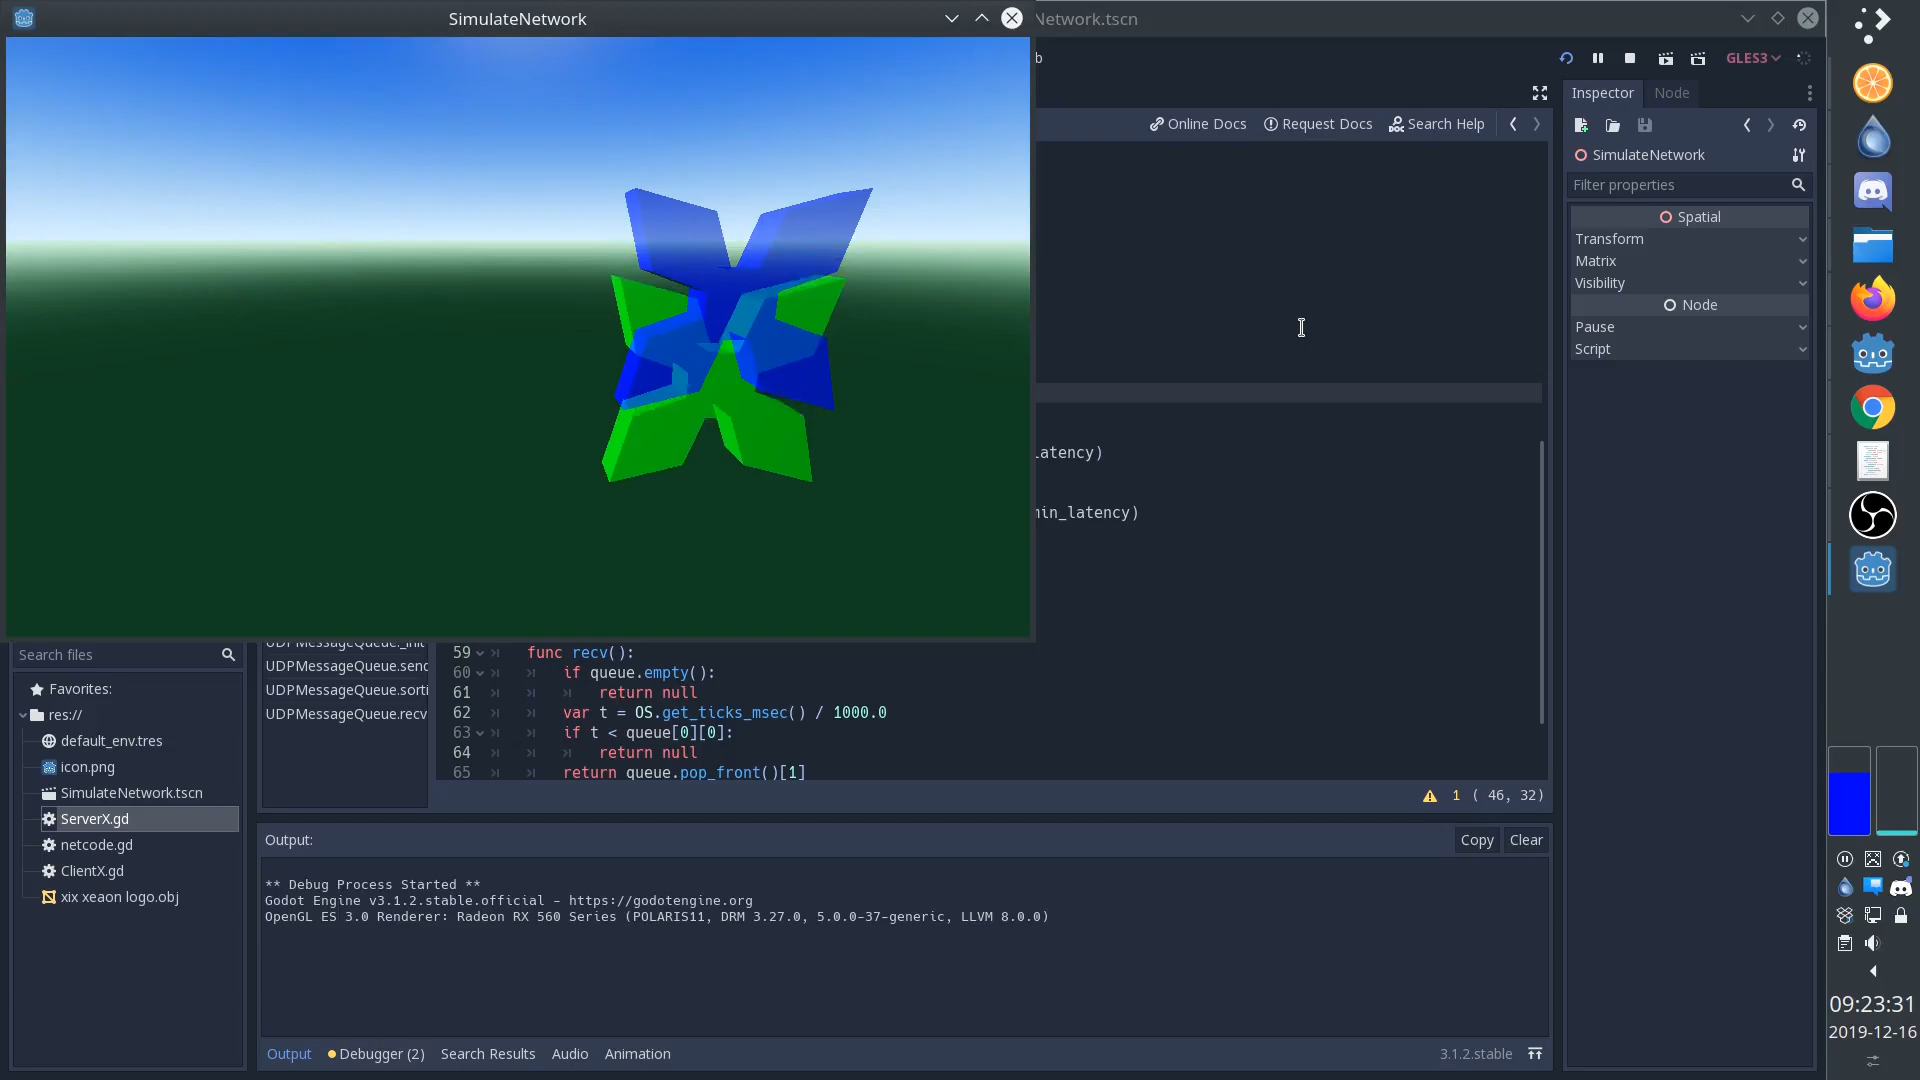 SimulateNetwork
Network.tscn
b
GLES3
Inspector
Node
Online Docs
Request Docs
Search Help
SimulateNetwork
Filter properties
Spatial
Transform
Matrix
Visibility
Node
Pause
Script
latency)
min_latency)
Search files
Favorites:
res://
default_env.tres
icon.png
SimulateNetwork.tscn
ServerX.gd
netcode.gd
ClientX.gd
xix xeaon logo.obj
UDPMessageQueue._init
UDPMessageQueue.send
UDPMessageQueue.sorti
UDPMessageQueue.recv
59 func recv():
60 if queue.empty():
61 return null
62 var t = OS.get_ticks_msec() / 1000.0
63 if t < queue[0][0]:
64 return null
65 return queue.pop_front()[1]
1 ( 46, 32)
Output:
Copy
Clear
** Debug Process Started **
Godot Engine v3.1.2.stable.official - https://godotengine.org
OpenGL ES 3.0 Renderer: Radeon RX 560 Series (POLARIS11, DRM 3.27.0, 5.0.0-37-generic, LLVM 8.0.0)
Output
Debugger (2)
Search Results
Audio
Animation
3.1.2.stable
09:23:31
2019-12-16